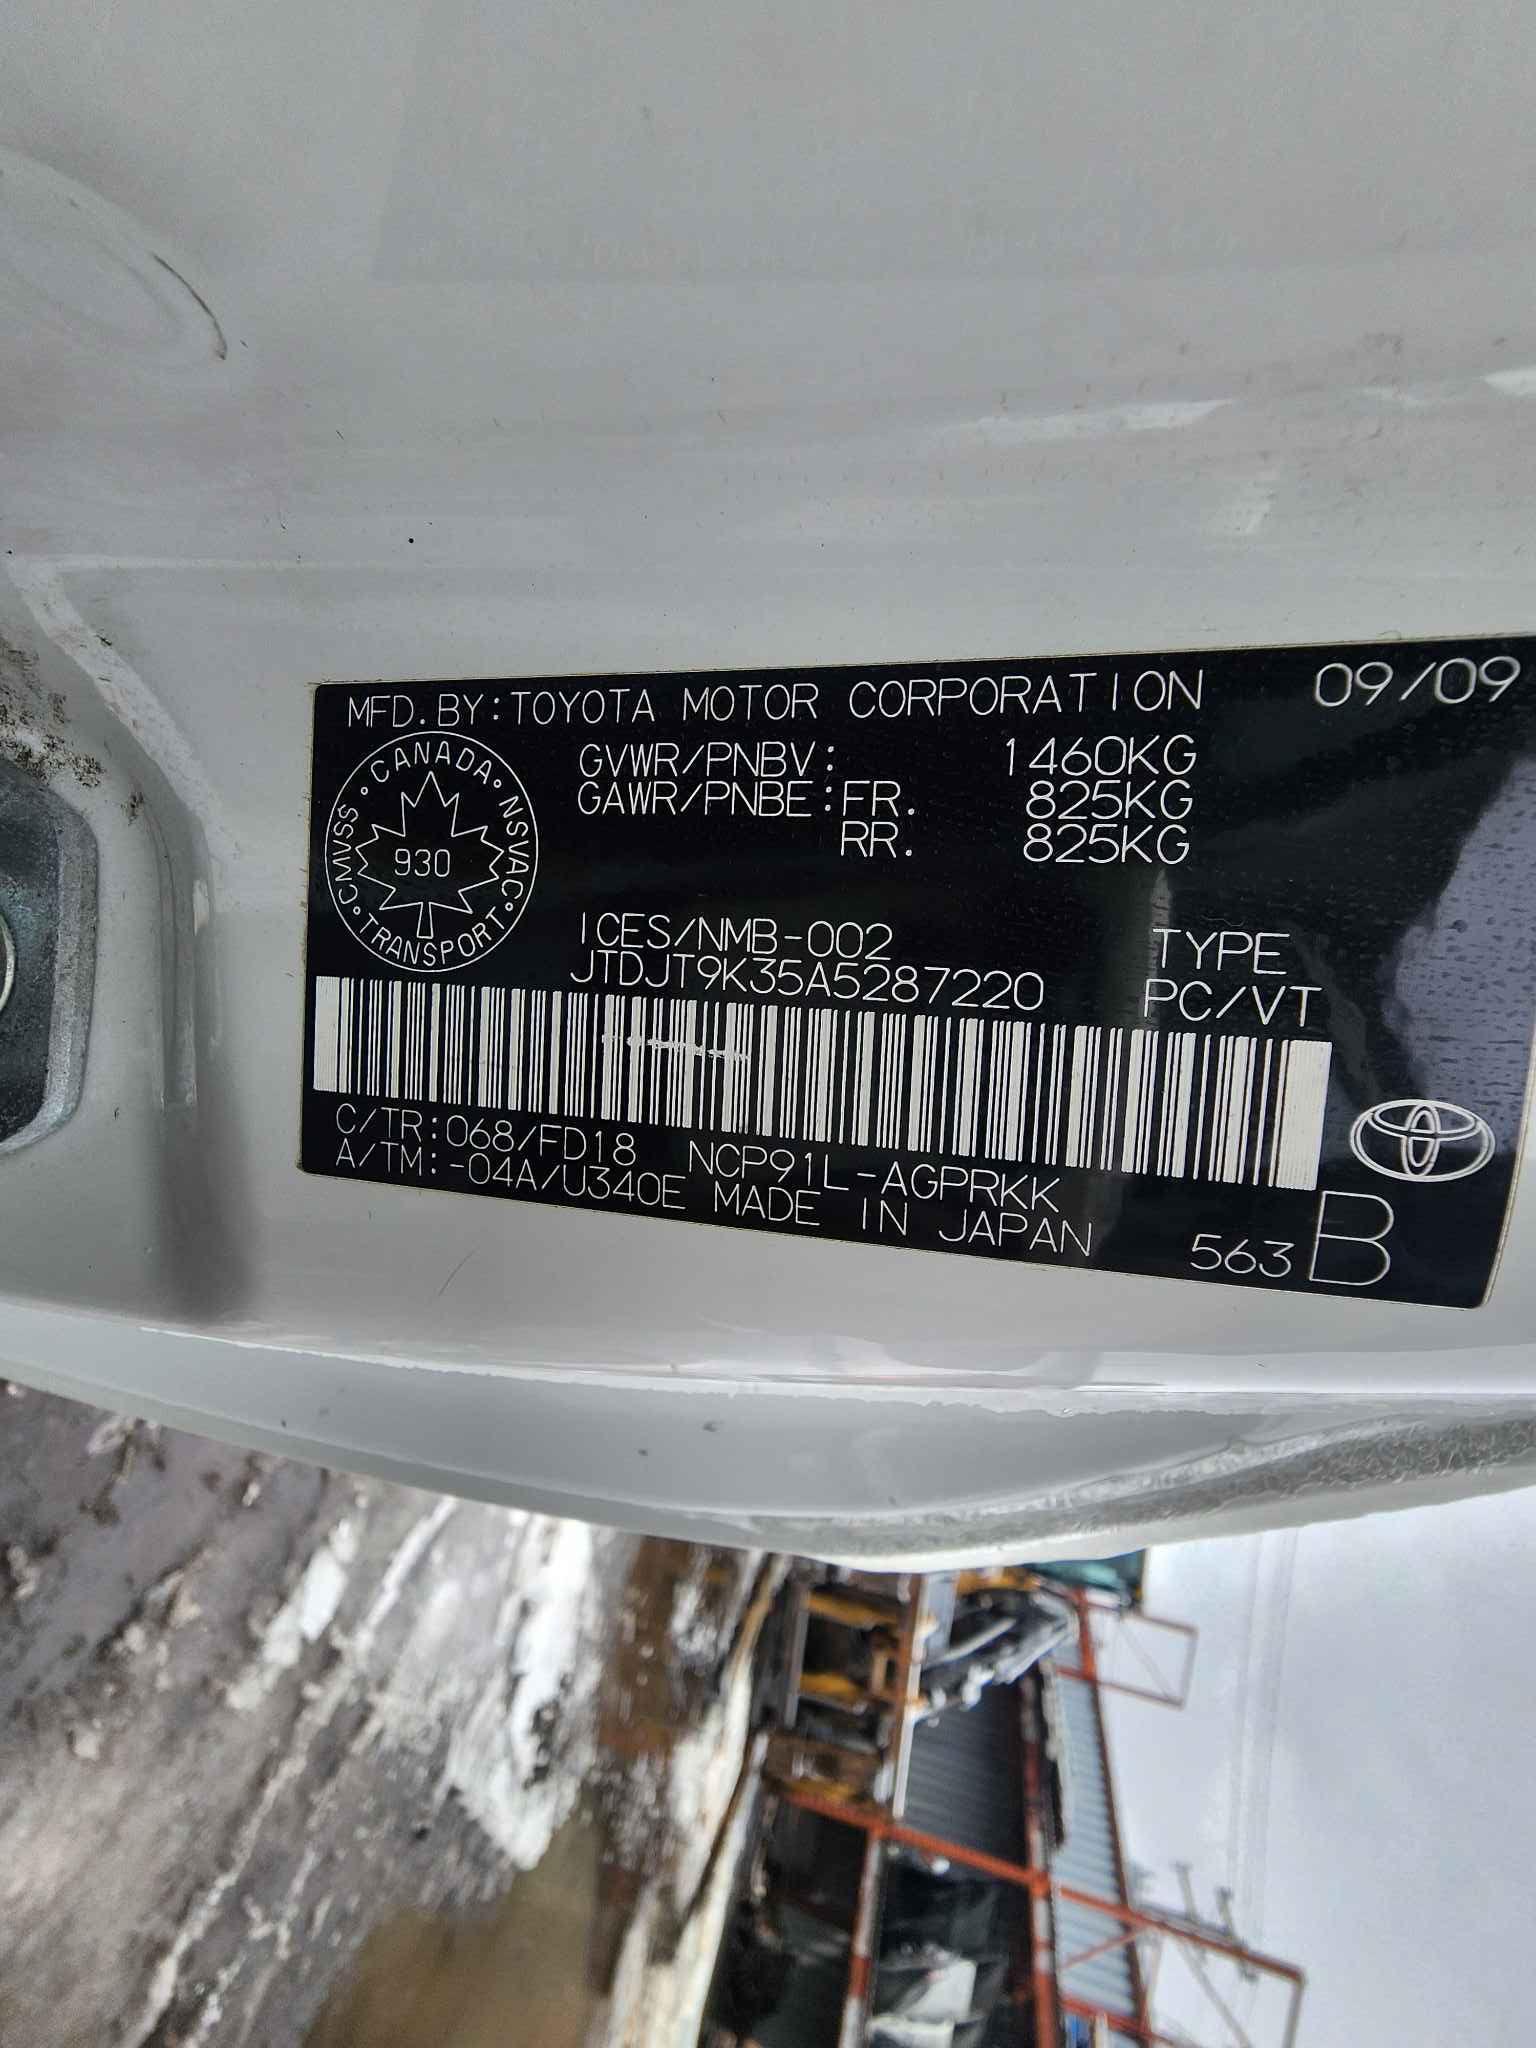 MFD. BY: TOYOTA MOTOR CORPORATION 09/09
GVWR/PNBV: 1460KG
GAWR/PNBE: FR. 825KG
RR. 825KG
CANADA • NSVAC • TRANSPORT • CMVSS •
930
ICES/NMB-002 TYPE
JTDJT9K35A5287220 PC/VT
C/TR: 068/FD18 NCP91L-AGPRKK
A/TM: -04A/U340E MADE IN JAPAN 563 B